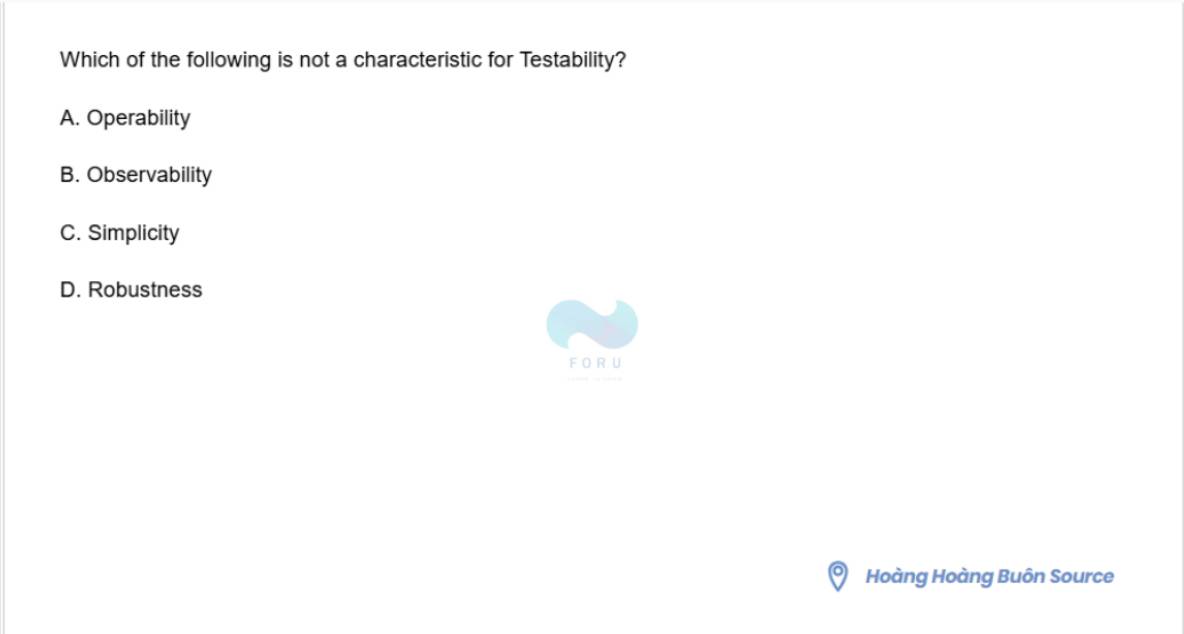 Which of the following is not a characteristic for Testability?
A. Operability
B. Observability
C. Simplicity
D. Robustness
FORU
Hoàng Hoàng Buôn Source